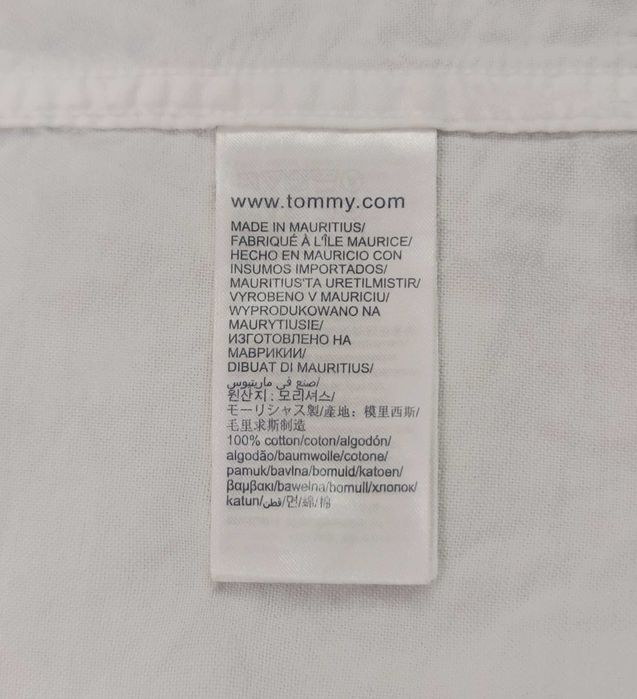 www.tommy.com
MADE IN MAURITIUS/
FABRIQUÉ À L'ÎLE MAURICE/
HECHO EN MAURICIO CON
INSUMOS IMPORTADOS/
MAURITIUS'TA URETILMISTIR/
VYROBENO V MAURICIU/
WYPRODUKOWANO NA
MAURYTIUSIE/
ИЗГОТОВЛЕНО НА
МАВРИКИИ/
DIBUAT DI MAURITIUS/
صنع في ماريتيوس/
원산지 : 모리셔스/
モーリシャス製/產地：模里西斯/
毛里求斯制造
100% cotton/coton/algodón/
algodão/baumwolle/cotone/
pamuk/bavlna/bomuld/katoen/
βαμβακι/bawełna/bomull/хлопок/
katun/قطن/면/綿/棉